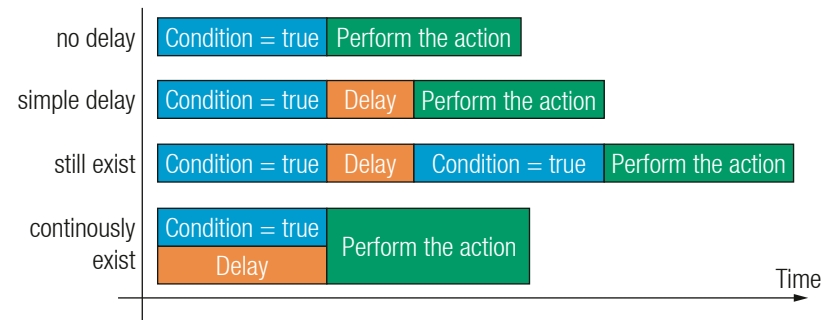 no delay Condition = true Perform the action
simple delay Condition = true Delay Perform the action
still exist Condition = true Delay Condition = true Perform the action
continously
exist
Condition = true
Delay
Perform the action
Time